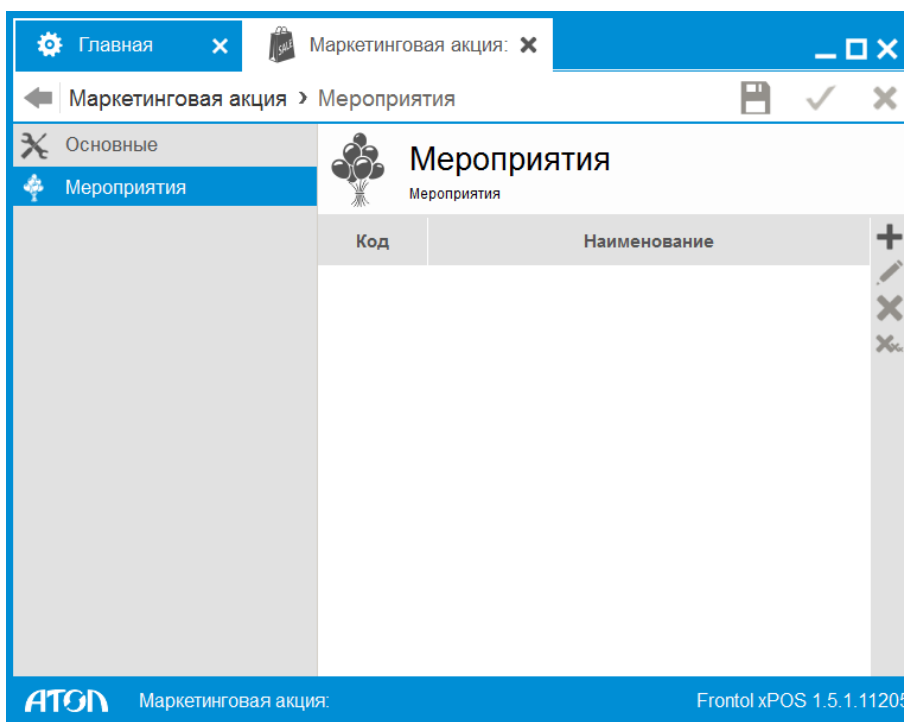 Главная
Маркетинговая акция:
Маркетинговая акция › Мероприятия
Основные
Мероприятия
Мероприятия
Мероприятия
Код Наименование
SALE
АТОЛ Маркетинговая акция: Frontol xPOS 1.5.1.11205